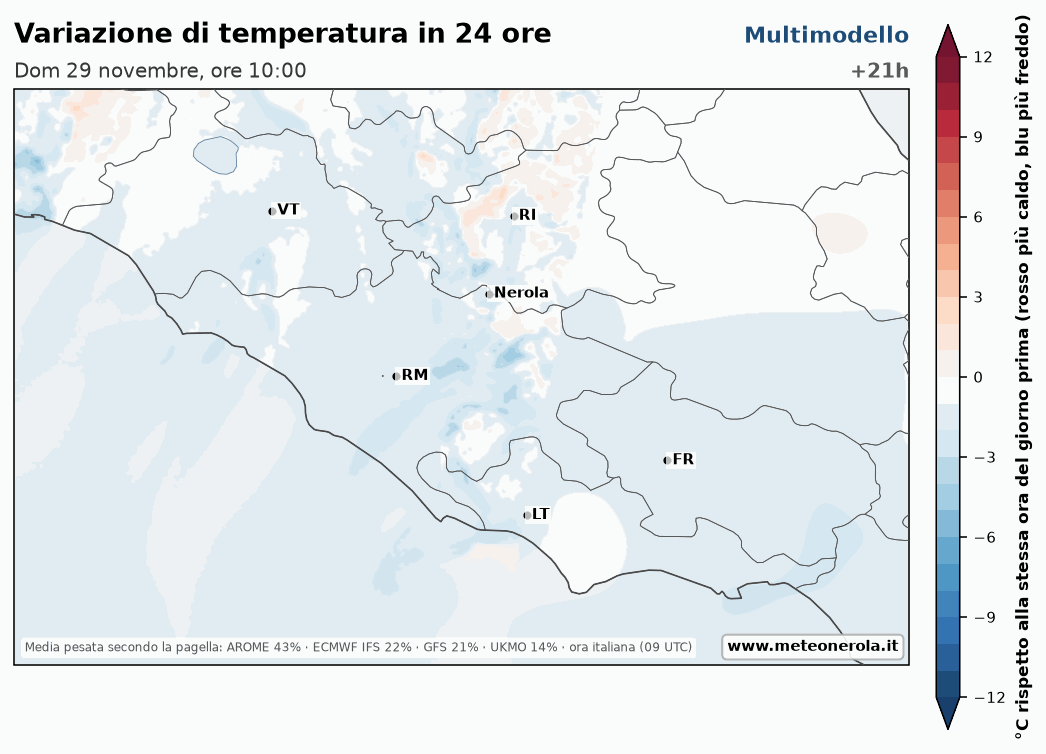 Variazione di temperatura in 24 ore
Multimodello
Dom 29 novembre, ore 10:00
+21h
VT
RI
Nerola
RM
FR
LT
Media pesata secondo la pagella: AROME 43% · ECMWF IFS 22% · GFS 21% · UKMO 14% · ora italiana (09 UTC)
www.meteonerola.it
12
9
6
3
0
−3
−6
−9
−12
°C rispetto alla stessa ora del giorno prima (rosso più caldo, blu più freddo)